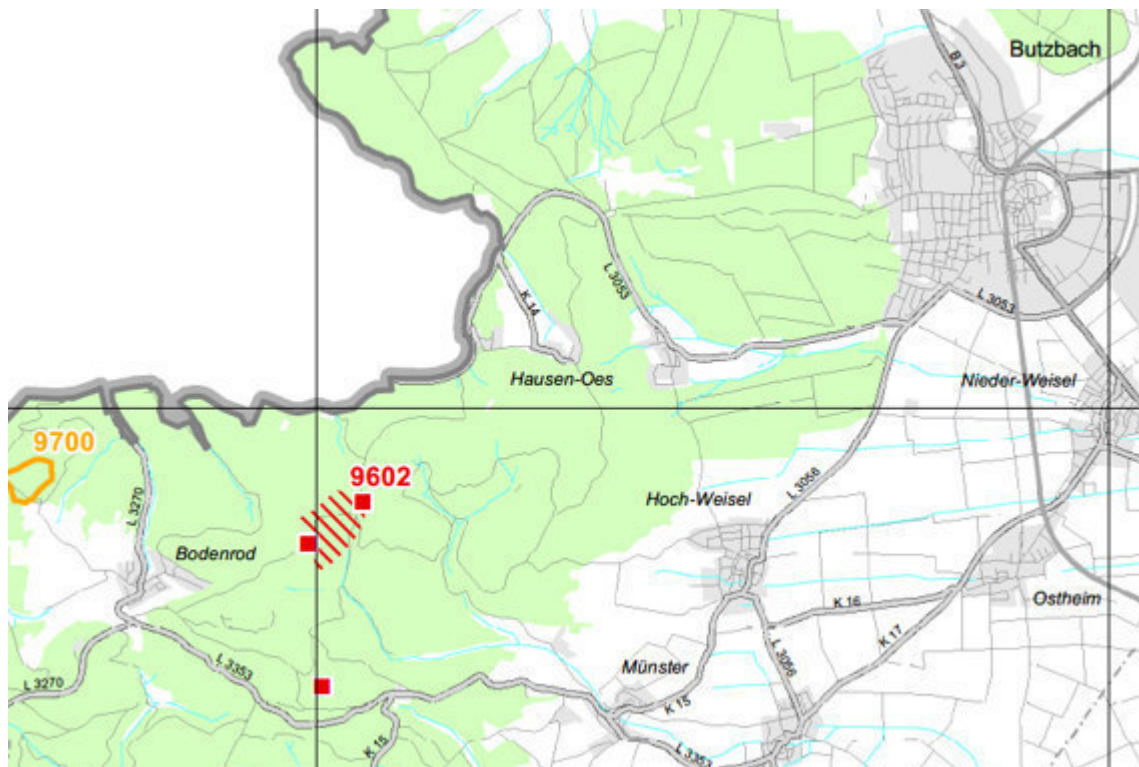 Butzbach
B 3
L 3053
K 14
L 3053
Hausen-Oes
Nieder-Weisel
9700
9602
L 3270
L 3056
Hoch-Weisel
Bodenrod
Ostheim
K 16
K 17
L 3056
Münster
L 3353
L 3270
K 15
K 15
L 3353